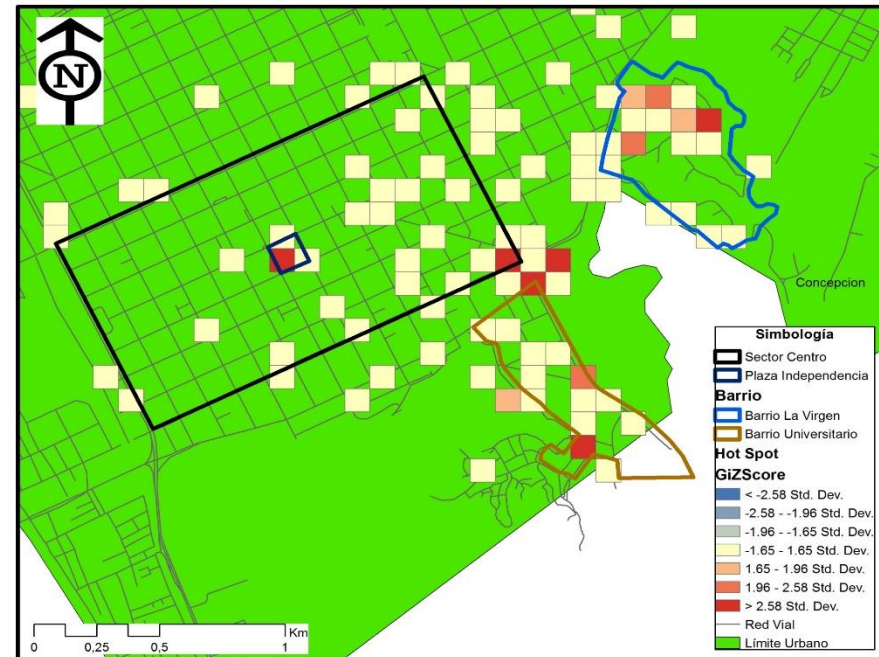 N
Concepcion
Simbología
Sector Centro
Plaza Independencia
Barrio
Barrio La Virgen
Barrio Universitario
Hot Spot
GiZScore
< -2.58 Std. Dev.
-2.58 - -1.96 Std. Dev.
-1.96 - -1.65 Std. Dev.
-1.65 - 1.65 Std. Dev.
1.65 - 1.96 Std. Dev.
1.96 - 2.58 Std. Dev.
> 2.58 Std. Dev.
Red Vial
Límite Urbano
Km
0 0,25 0,5 1